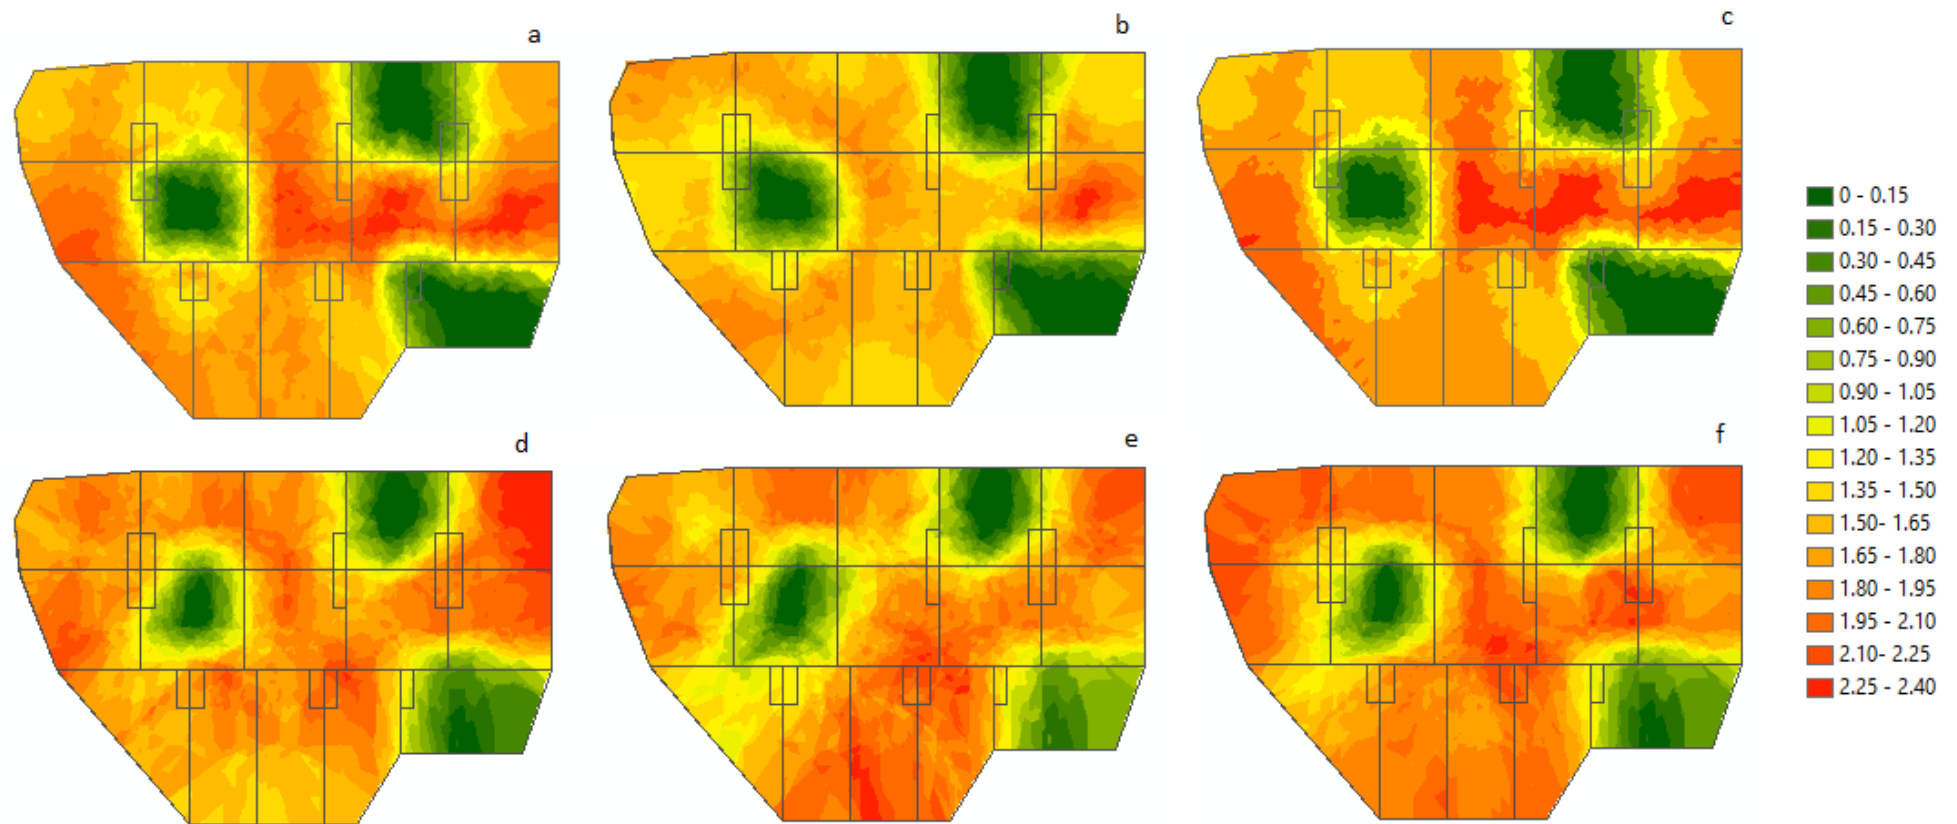 a
b
c
0 - 0.15
0.15 - 0.30
0.30 - 0.45
0.45 - 0.60
0.60 - 0.75
0.75 - 0.90
0.90 - 1.05
1.05 - 1.20
1.20 - 1.35
1.35 - 1.50
1.50- 1.65
1.65 - 1.80
1.80 - 1.95
1.95 - 2.10
2.10- 2.25
2.25 - 2.40
d
e
f